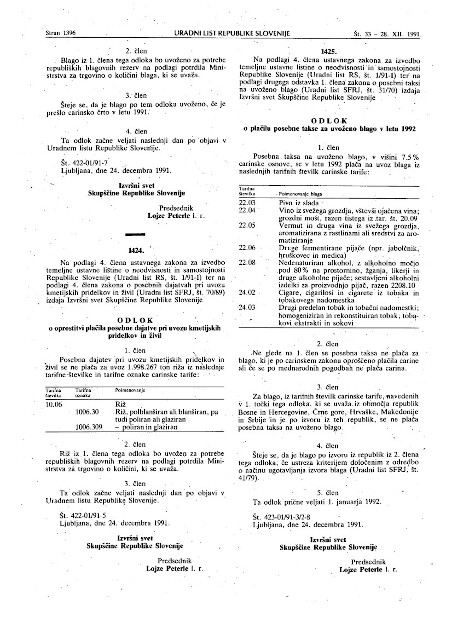 Stran 1396
URADNI LIST REPUBLIKE SLOVENIJE
Št. 33 – 28. XII. 1991
2. člen
Blago iz 1. člena tega odloka bo uvoženo za potrebe
republiških blagovnih rezerv na podlagi potrdila Mini-
strstva za trgovino o količini blaga, ki se uvaža.
3. člen
Šteje se, da je blago po tem odloku uvoženo, če je
prešlo carinsko črto v letu 1991.
4. člen
Ta odlok začne veljati naslednji dan po objavi v
Uradnem listu Republike Slovenije.
Št. 422-01/91-7
Ljubljana, dne 24. decembra 1991.
Izvršni svet
Skupščine Republike Slovenije
Predsednik
Lojze Peterle l. r.
1424.
Na podlagi 4. člena ustavnega zakona za izvedbo
temeljne ustavne listine o neodvisnosti in samostojnosti
Republike Slovenije (Uradni list RS, št. 1/91-I) ter na
podlagi 4. člena zakona o posebnih dajatvah pri uvozu
kmetijskih pridelkov in živil (Uradni list SFRJ, št. 70/89)
izdaja Izvršni svet Skupščine Republike Slovenije
ODLOK
o oprostitvi plačila posebne dajatve pri uvozu kmetijskih
pridelkov in živil
1. člen
Posebna dajatev pri uvozu kmetijskih pridelkov in
živil se ne plača za uvoz 1.998.267 ton riža iz naslednje
tarifne številke in tarifne oznake carinske tarife:
Tarifna številka
Tarifna oznaka
Poimenovanje
10.06
Riž
1006.30
Riž, polbrušen ali brušen, pa
tudi poliran ali glaziran
1006.309
– poliran in glaziran
2. člen
Riž iz 1. člena tega odloka bo uvožen za potrebe
republiških blagovnih rezerv na podlagi potrdila Mini-
strstva za trgovino o količini, ki se uvaža.
3. člen
Ta odlok začne veljati naslednji dan po objavi v
Uradnem listu Republike Slovenije.
Št. 422-01/91-5
Ljubljana, dne 24. decembra 1991.
Izvršni svet
Skupščine Republike Slovenije
Predsednik
Lojze Peterle l. r.
1425.
Na podlagi 4. člena ustavnega zakona za izvedbo
temeljne ustavne listine o neodvisnosti in samostojnosti
Republike Slovenije (Uradni list RS, št. 1/91-I) ter na
podlagi drugega odstavka 1. člena zakona o posebni taksi
na uvoženo blago (Uradni list SFRJ, št. 31/70) izdaja
Izvršni svet Skupščine Republike Slovenije
ODLOK
o plačilu posebne takse za uvoženo blago v letu 1992
1. člen
Posebna taksa na uvoženo blago, v višini 7.5 %
carinske osnove, se v letu 1992 plača na uvoz blaga iz
naslednjih tarifnih številk carinske tarife:
Tarifna številka
Poimenovanje blaga
22.03
Pivo iz slada
22.04
Vino iz svežega grozdja, vštevši ojačena vina;
grozdni mošt, razen tistega iz tar. št. 20.09
22.05
Vermut in druga vina iz svežega grozdja,
aromatizirana z rastlinami ali sredstvi za aro-
matiziranje
22.06
Druge fermentirane pijače (npr. jabolčnik,
hruškovec in medica)
22.08
Nedenaturiran alkohol, z alkoholno močjo
pod 80 % na prostornino, žganja, likerji in
druge alkoholne pijače; sestavljeni alkoholni
izdelki za proizvodnjo pijač, razen 2208.10
24.02
Cigare, cigarilosi in cigarete iz tobaka in
tobakovega nadomestka
24.03
Drugi predelan tobak in tobačni nadomestki;
homogeniziran in rekonstituiran tobak; toba-
kovi ekstrakti in sokovi
2. člen
Ne glede na 1. člen se posebna taksa ne plača za
blago, ki je po carinskem zakonu oproščeno plačila carine
ali če se po mednarodnih pogodbah ne plača carina.
3. člen
Za blago, iz tarifnih številk carinske tarife, navedenih
v 1. točki tega odloka, ki se uvaža iz območja republik
Bosne in Hercegovine, Črne gore, Hrvaške, Makedonije
in Srbije in je po izvoru iz teh republik, se ne plača
posebna taksa na uvoženo blago.
4. člen
Šteje se, da je blago po izvoru iz republik iz 2. člena
tega odloka, če ustreza kriterijem določenim z odredbo
o načinu ugotavljanja izvora blaga (Uradni list SFRJ, št.
41/79).
5. člen
Ta odlok prične veljati 1. januarja 1992.
Št. 423-01/91-3/2-8
Ljubljana, dne 24. decembra 1991.
Izvršni svet
Skupščine Republike Slovenije
Predsednik
Lojze Peterle l. r.